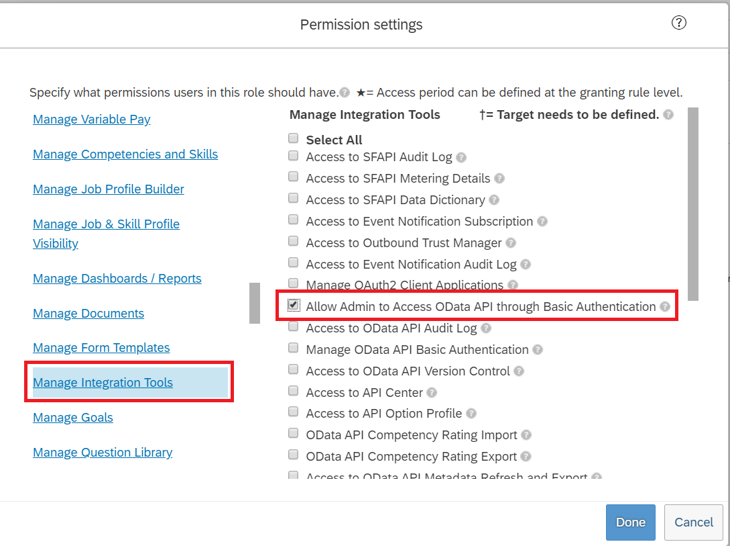 Permission settings
Specify what permissions users in this role should have. ★= Access period can be defined at the granting rule level.
Manage Variable Pay
Manage Competencies and Skills
Manage Job Profile Builder
Manage Job & Skill Profile
Visibility
Manage Dashboards / Reports
Manage Documents
Manage Form Templates
Manage Integration Tools
Manage Goals
Manage Question Library
Manage Integration Tools †= Target needs to be defined.
Select All
Access to SFAPI Audit Log
Access to SFAPI Metering Details
Access to SFAPI Data Dictionary
Access to Event Notification Subscription
Access to Outbound Trust Manager
Access to Event Notification Audit Log
Manage OAuth2 Client Applications
Allow Admin to Access OData API through Basic Authentication
Access to OData API Audit Log
Manage OData API Basic Authentication
Access to OData API Version Control
Access to API Center
Access to API Option Profile
OData API Competency Rating Import
OData API Competency Rating Export
Access to OData API Metadata Refresh and Export
Done
Cancel